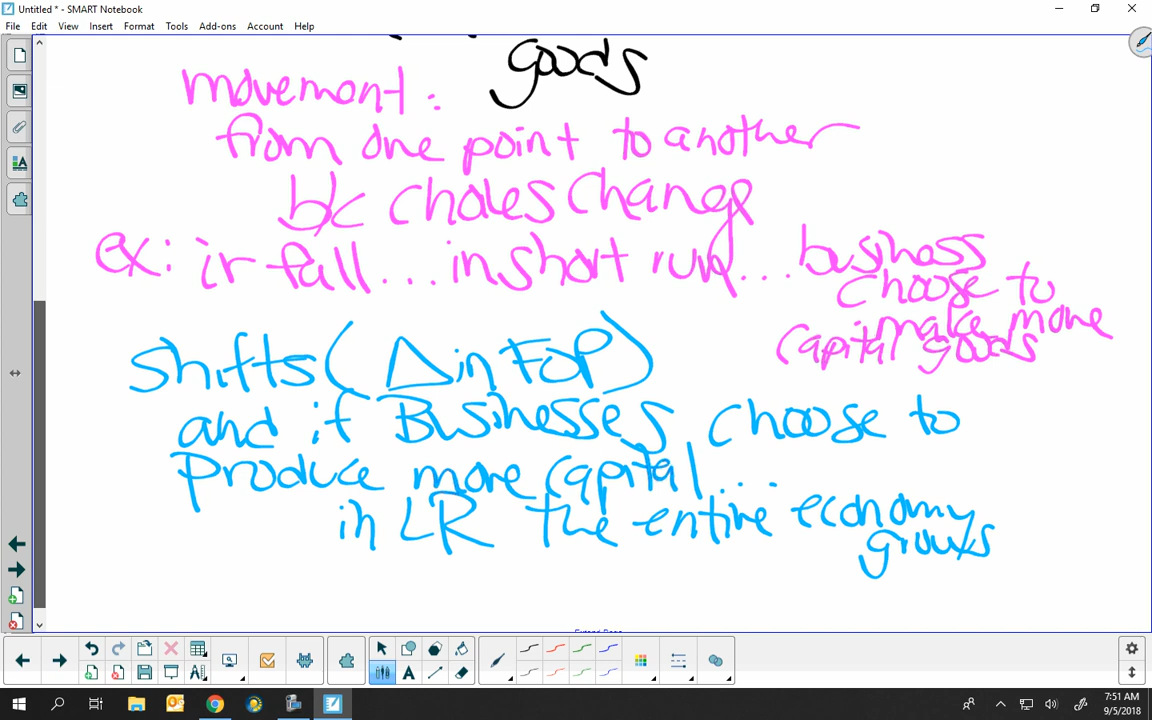 Untitled * - SMART Notebook
File Edit View Insert Format Tools Add-ons Account Help
goods
movement:
from one point to another
b/c choices change
ex: ir fall... in short run... business
choose to
make more
capital goods
shifts ( Δ in FOP)
and if Businesses choose to
produce more capital...
in LR the entire economy
grows
7:51 AM
9/5/2018